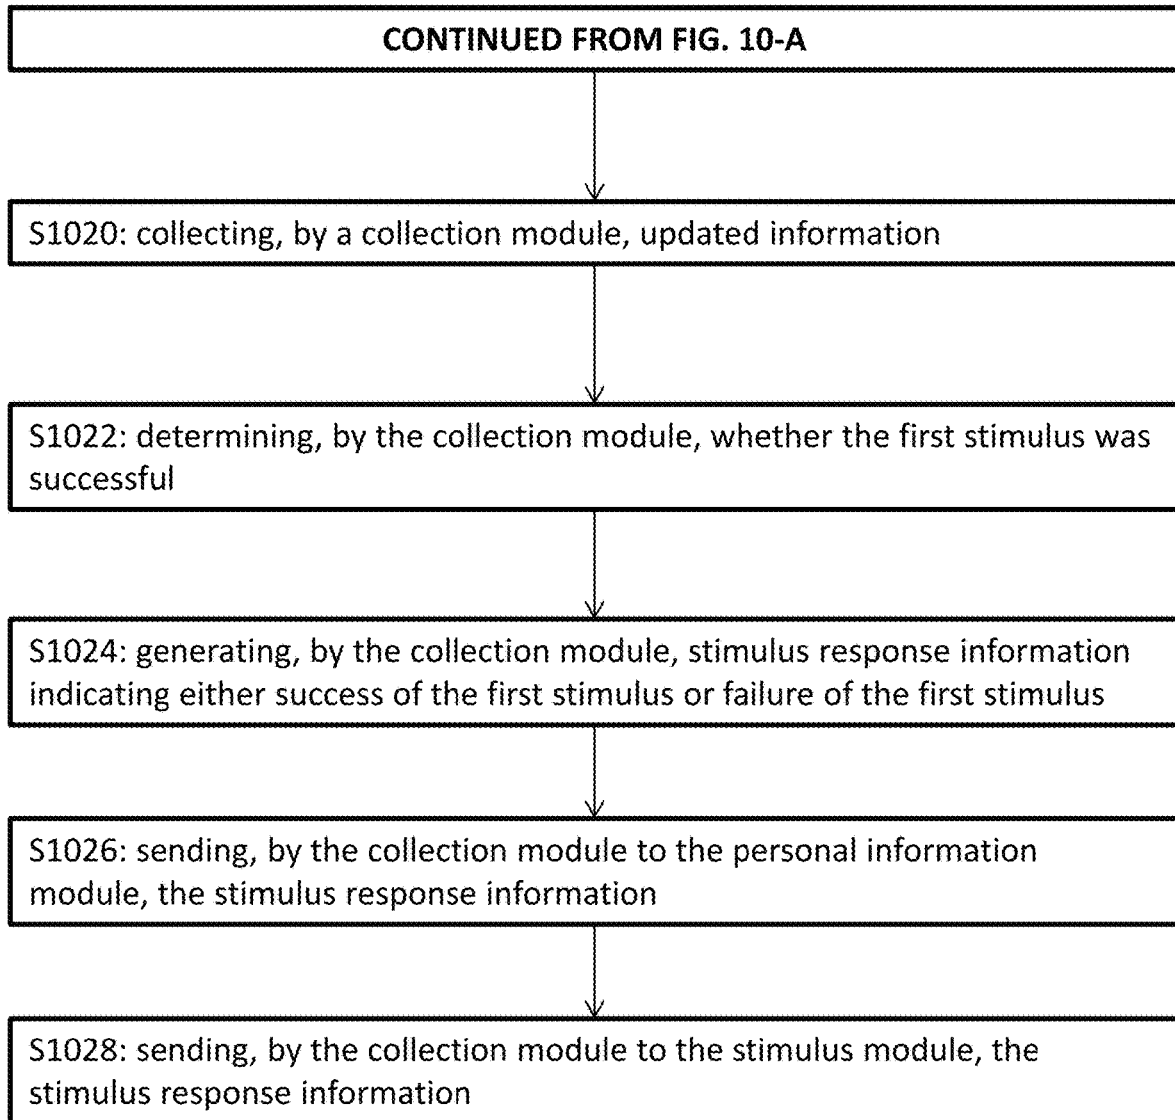 CONTINUED FROM FIG. 10-A
S1020: collecting, by a collection module, updated information
S1022: determining, by the collection module, whether the first stimulus was
successful
S1024: generating, by the collection module, stimulus response information
indicating either success of the first stimulus or failure of the first stimulus
S1026: sending, by the collection module to the personal information
module, the stimulus response information
S1028: sending, by the collection module to the stimulus module, the
stimulus response information